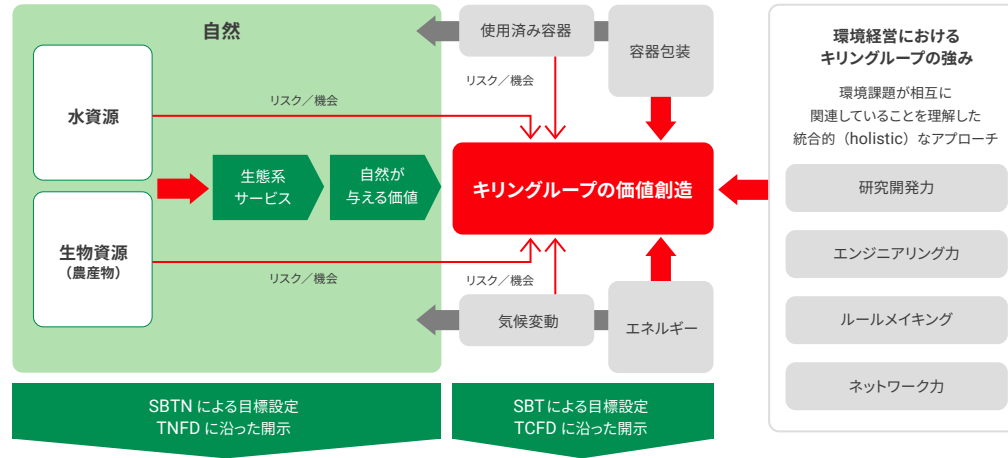 自然
水資源
生物資源
（農産物）
リスク／機会
生態系
サービス
自然が
与える価値
リスク／機会
使用済み容器
容器包装
リスク／機会
キリングループの価値創造
リスク／機会
気候変動
エネルギー
SBTN による目標設定
TNFD に沿った開示
SBT による目標設定
TCFD に沿った開示
環境経営における
キリングループの強み
環境課題が相互に
関連していることを理解した
統合的（holistic）なアプローチ
研究開発力
エンジニアリング力
ルールメイキング
ネットワーク力